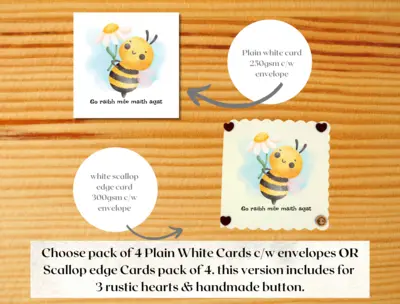 Plain white card
250gsm c/w
envelope
Go raibh míle maith agat
white scallop
edge card
300gsm c/w
envelope
Go raibh míle maith agat
Choose pack of 4 Plain White Cards c/w envelopes OR
Scallop edge Cards pack of 4. this version includes for
3 rustic hearts & handmade button.